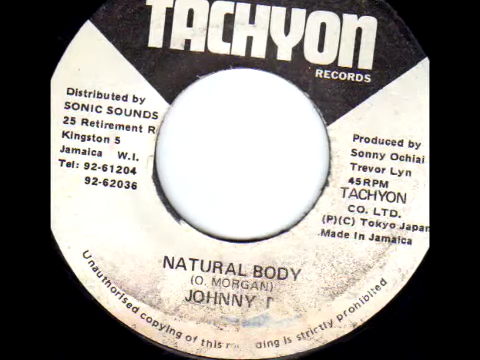 TACHYON
RECORDS
Distributed by
SONIC SOUNDS
25 Retirement R
Kingston 5
Jamaica W.I.
Tel: 92-61204
92-62036
Produced by
Sonny Ochiai
Trevor Lyn
45RPM
TACHYON
CO. LTD.
(P)(C) Tokyo Japan
Made In Jamaica
NATURAL BODY
(O. MORGAN)
JOHNNY
Unauthorised copying of this is strictly prohibited